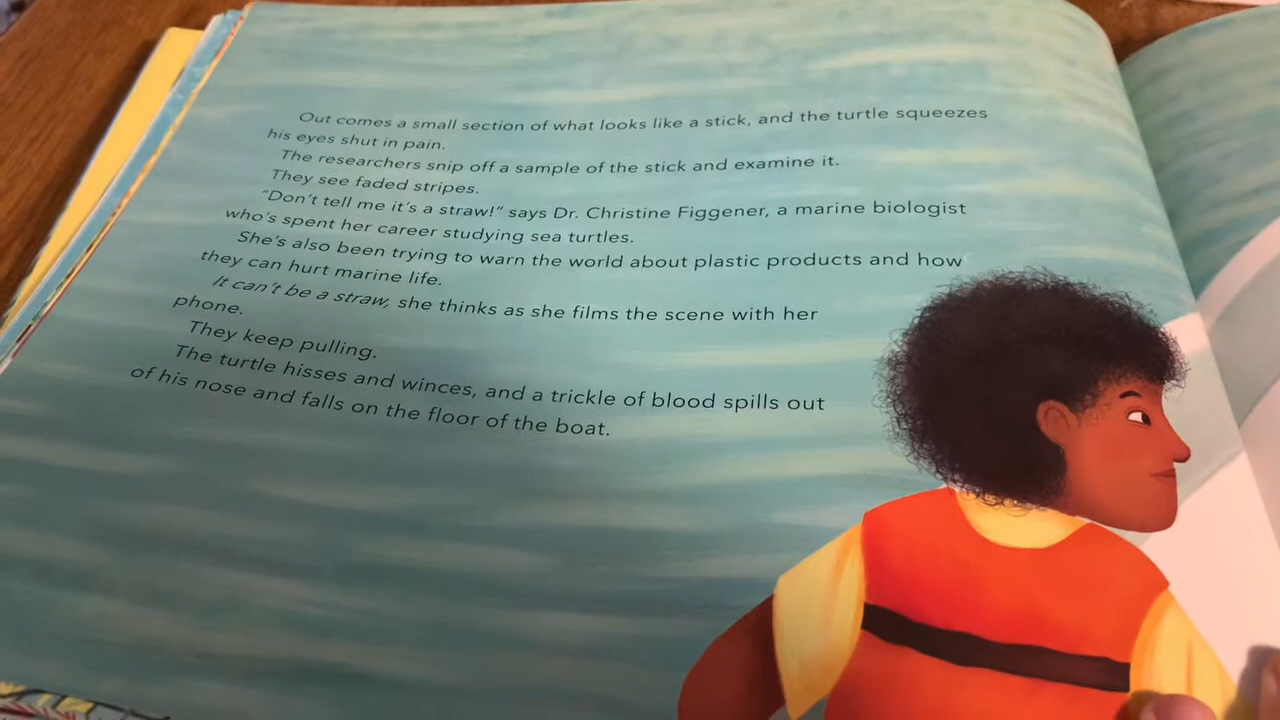 Out comes a small section of what looks like a stick, and the turtle squeezes
his eyes shut in pain.
The researchers snip off a sample of the stick and examine it.
They see faded stripes.
“Don’t tell me it’s a straw!” says Dr. Christine Figgener, a marine biologist
who’s spent her career studying sea turtles.
She’s also been trying to warn the world about plastic products and how
they can hurt marine life.
It can’t be a straw, she thinks as she films the scene with her
phone.
They keep pulling.
The turtle hisses and winces, and a trickle of blood spills out
of his nose and falls on the floor of the boat.